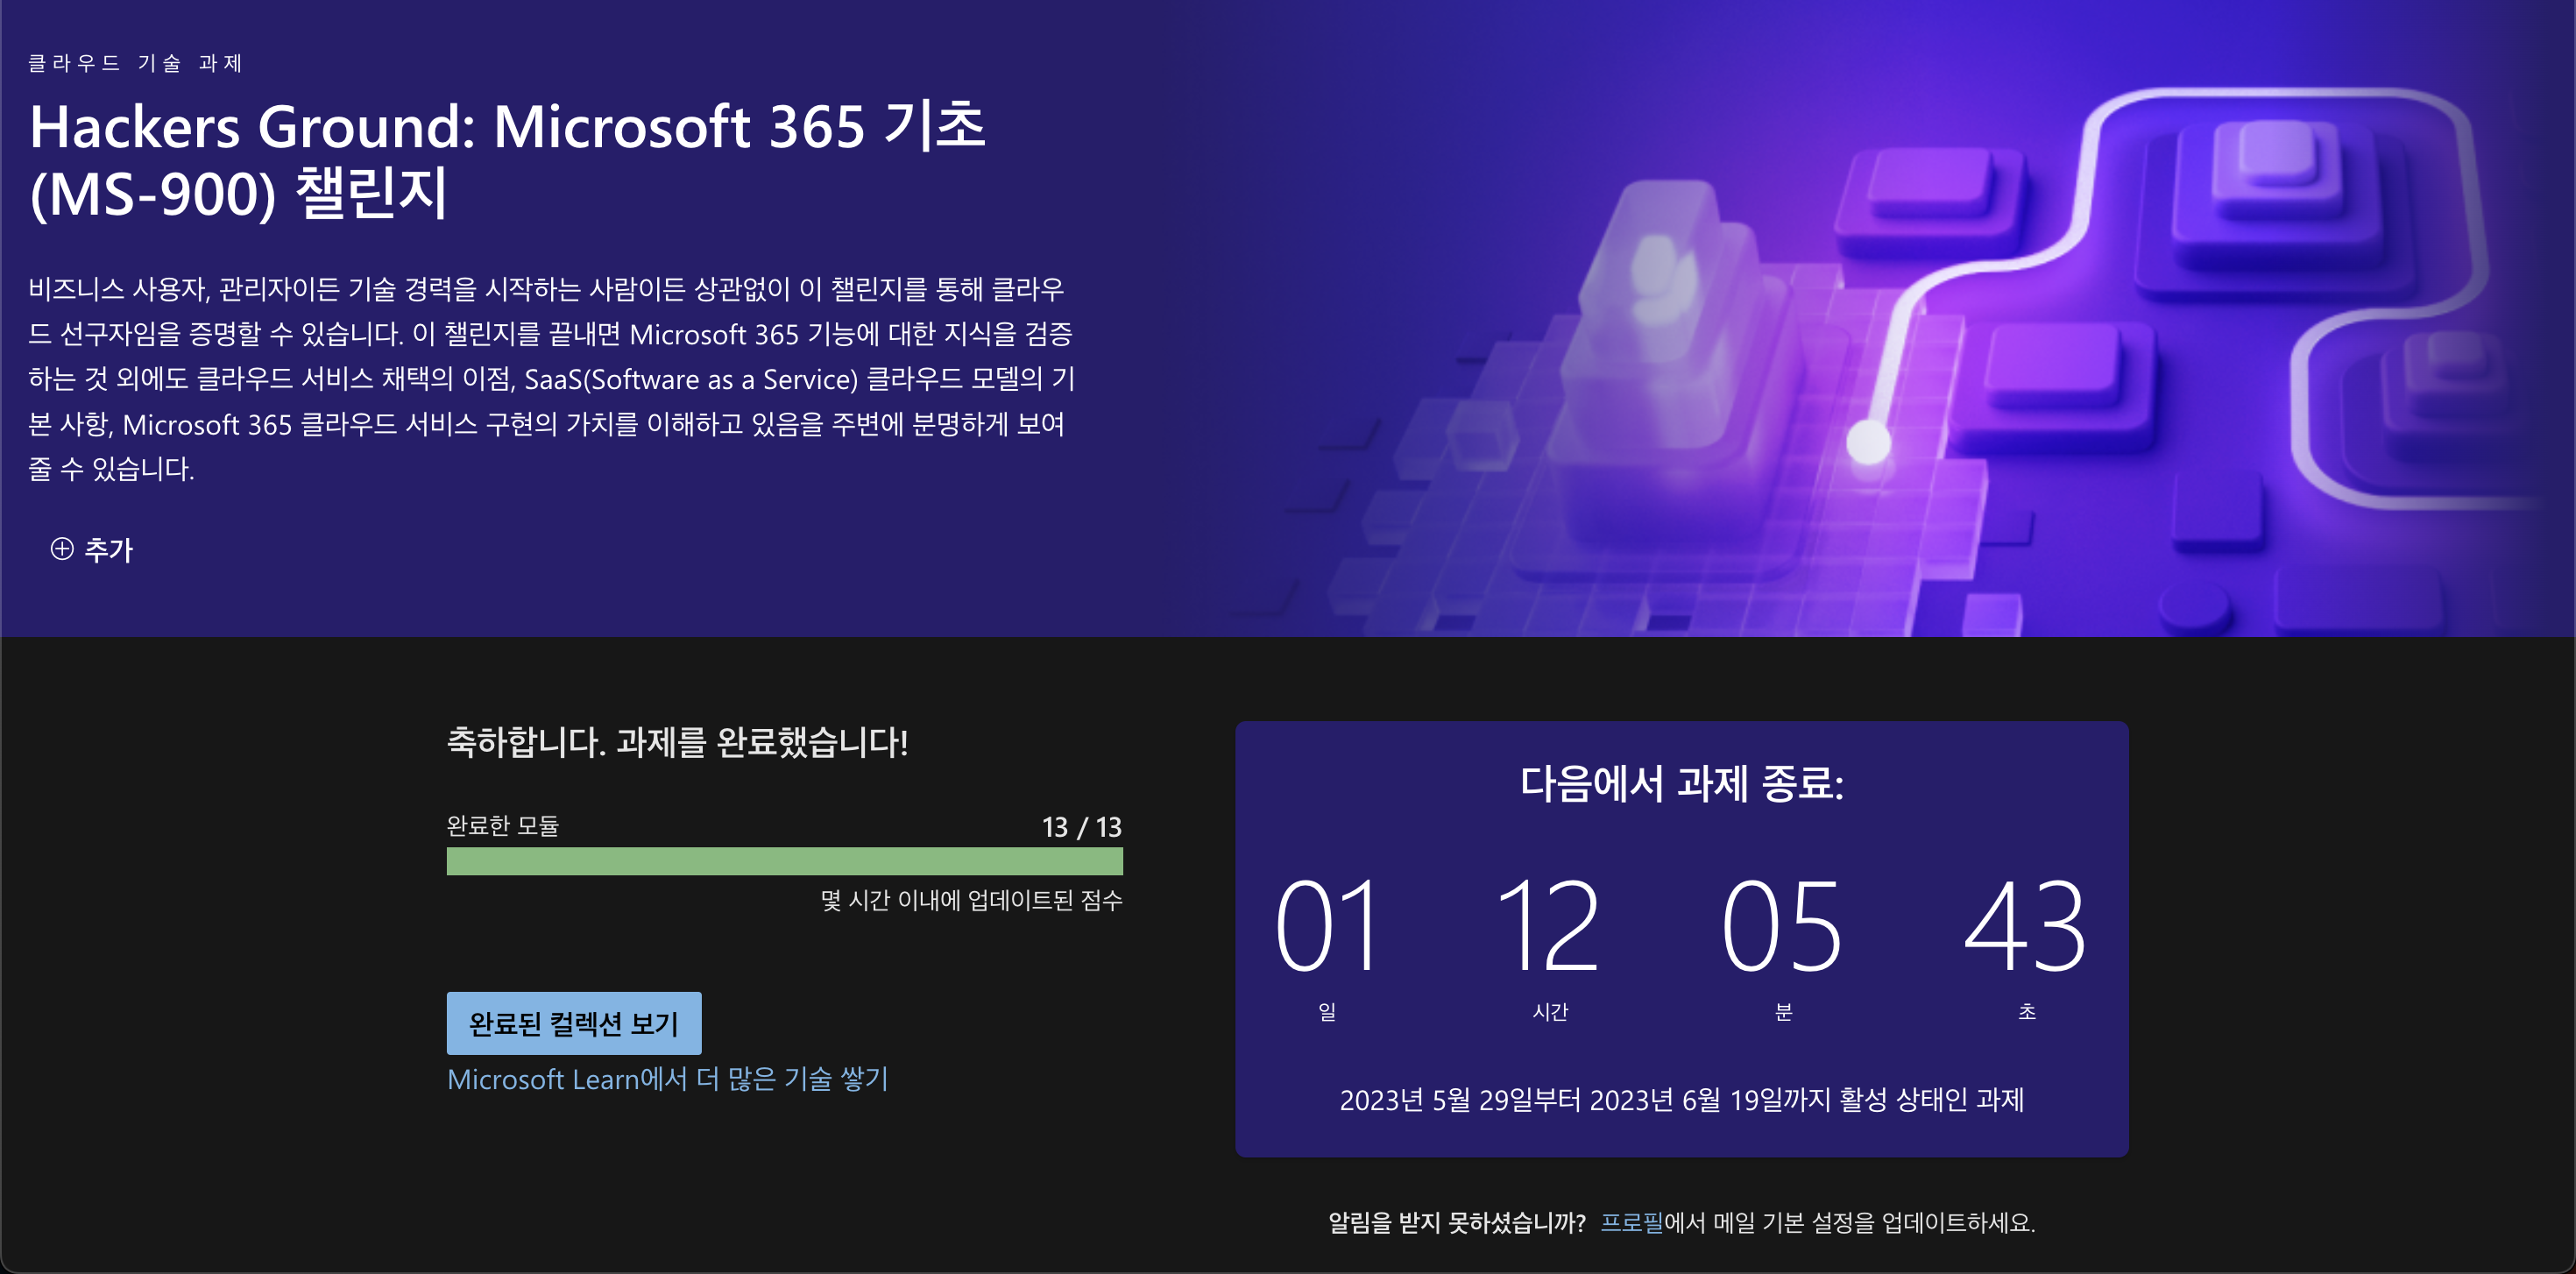 클라우드 기술 과제
Hackers Ground: Microsoft 365 기초
(MS-900) 챌린지
비즈니스 사용자, 관리자이든 기술 경력을 시작하는 사람이든 상관없이 이 챌린지를 통해 클라우
드 선구자임을 증명할 수 있습니다. 이 챌린지를 끝내면 Microsoft 365 기능에 대한 지식을 검증
하는 것 외에도 클라우드 서비스 채택의 이점, SaaS(Software as a Service) 클라우드 모델의 기
본 사항, Microsoft 365 클라우드 서비스 구현의 가치를 이해하고 있음을 주변에 분명하게 보여
줄 수 있습니다.
추가
축하합니다. 과제를 완료했습니다!
완료한 모듈 13 / 13
몇 시간 이내에 업데이트된 점수
완료된 컬렉션 보기
Microsoft Learn에서 더 많은 기술 쌓기
다음에서 과제 종료:
01 12 05 43
일 시간 분 초
2023년 5월 29일부터 2023년 6월 19일까지 활성 상태인 과제
알림을 받지 못하셨습니까? 프로필에서 메일 기본 설정을 업데이트하세요.